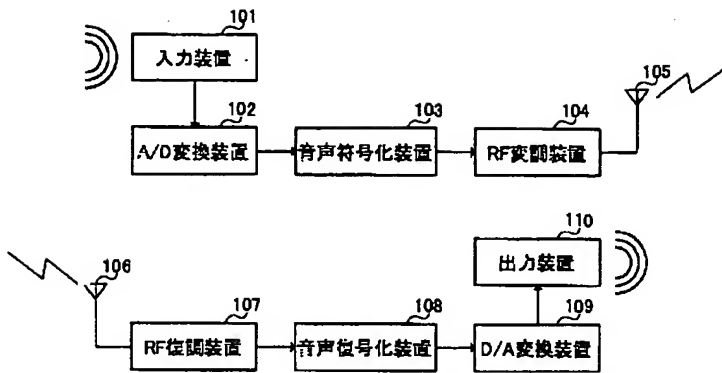 101
入力装置
102
A/D変換装置
103
音声符号化装置
104
RF変調装置
105
106
107
RF復調装置
108
音声復号化装置
109
D/A変換装置
110
出力装置